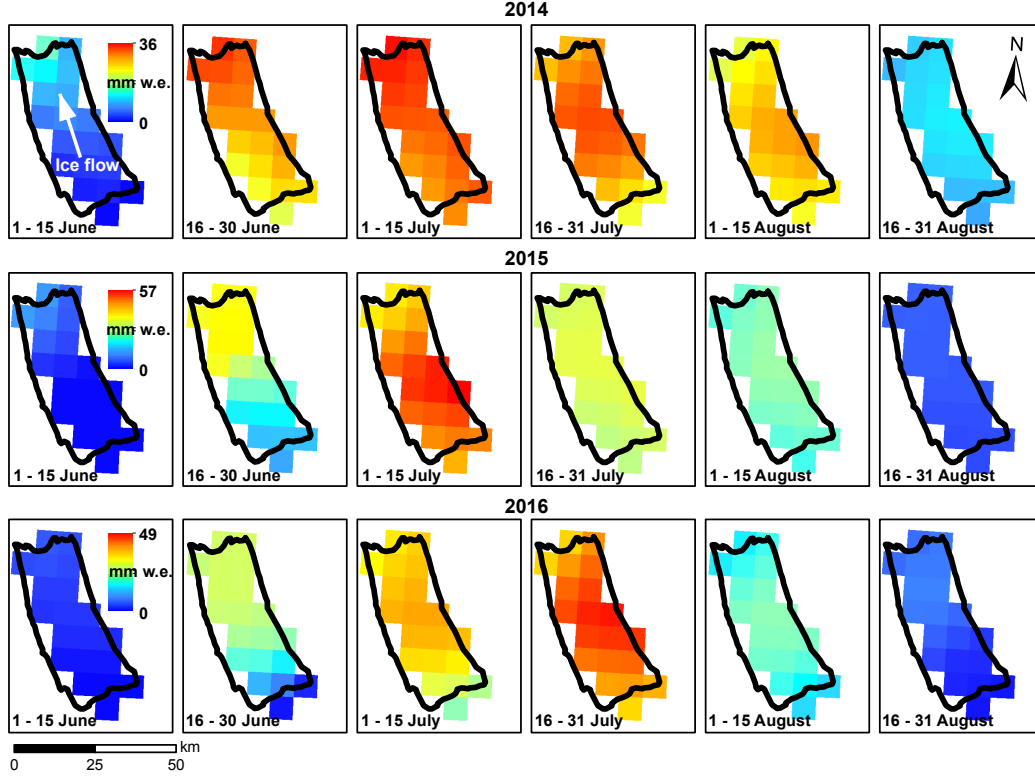 2014
36
mm w.e.
0
Ice flow
N
1 - 15 June
16 - 30 June
1 - 15 July
16 - 31 July
1 - 15 August
16 - 31 August
2015
57
mm w.e.
0
1 - 15 June
16 - 30 June
1 - 15 July
16 - 31 July
1 - 15 August
16 - 31 August
2016
49
mm w.e.
0
1 - 15 June
16 - 30 June
1 - 15 July
16 - 31 July
1 - 15 August
16 - 31 August
km
0 25 50